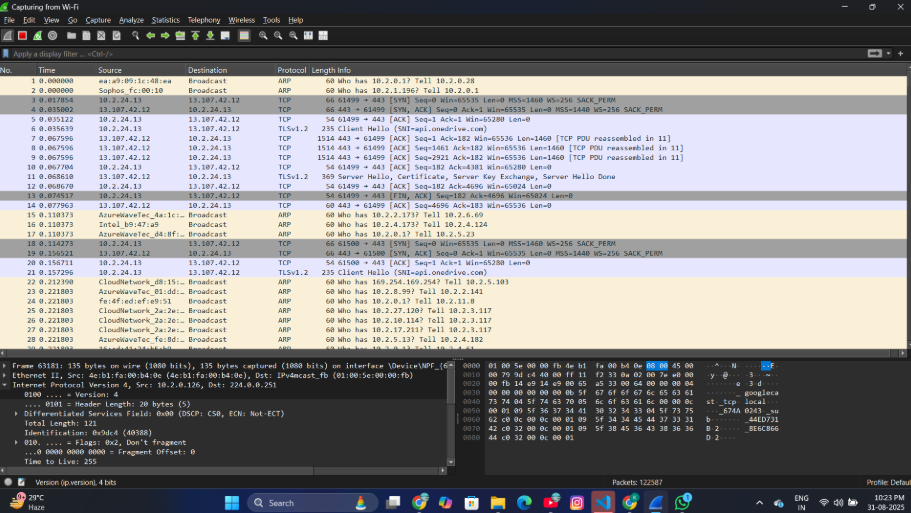 Capturing from Wi-Fi
File Edit View Go Capture Analyze Statistics Telephony Wireless Tools Help
Apply a display filter ... <Ctrl-/>
No. Time Source Destination Protocol Length Info
1 0.000000 ea:a9:09:1c:48:ea Broadcast ARP 60 Who has 10.2.0.1? Tell 10.2.0.28
2 0.000000 Sophos_fc:00:10 Broadcast ARP 60 Who has 10.2.1.196? Tell 10.2.0.1
3 0.017854 10.2.24.13 13.107.42.12 TCP 66 61499 → 443 [SYN] Seq=0 Win=65535 Len=0 MSS=1460 WS=256 SACK_PERM
4 0.035002 13.107.42.12 10.2.24.13 TCP 66 443 → 61499 [SYN, ACK] Seq=0 Ack=1 Win=65535 Len=0 MSS=1440 WS=256 SACK_PERM
5 0.035122 10.2.24.13 13.107.42.12 TCP 54 61499 → 443 [ACK] Seq=1 Ack=1 Win=65280 Len=0
6 0.035639 10.2.24.13 13.107.42.12 TLSv1.2 235 Client Hello (SNI=api.onedrive.com)
7 0.067596 13.107.42.12 10.2.24.13 TCP 1514 443 → 61499 [ACK] Seq=1 Ack=182 Win=65536 Len=1460 [TCP PDU reassembled in 11]
8 0.067596 13.107.42.12 10.2.24.13 TCP 1514 443 → 61499 [ACK] Seq=1461 Ack=182 Win=65536 Len=1460 [TCP PDU reassembled in 11]
9 0.067596 13.107.42.12 10.2.24.13 TCP 1514 443 → 61499 [ACK] Seq=2921 Ack=182 Win=65536 Len=1460 [TCP PDU reassembled in 11]
10 0.067704 10.2.24.13 13.107.42.12 TCP 54 61499 → 443 [ACK] Seq=182 Ack=4381 Win=65280 Len=0
11 0.068610 13.107.42.12 10.2.24.13 TLSv1.2 369 Server Hello, Certificate, Server Key Exchange, Server Hello Done
12 0.068670 10.2.24.13 13.107.42.12 TCP 54 61499 → 443 [ACK] Seq=182 Ack=4696 Win=65024 Len=0
13 0.074517 10.2.24.13 13.107.42.12 TCP 54 61499 → 443 [FIN, ACK] Seq=182 Ack=4696 Win=65024 Len=0
14 0.077963 13.107.42.12 10.2.24.13 TCP 60 443 → 61499 [ACK] Seq=4696 Ack=183 Win=65536 Len=0
15 0.110373 AzureWaveTec_4a:1c:… Broadcast ARP 60 Who has 10.2.2.173? Tell 10.2.6.69
16 0.110373 Intel_b9:47:a9 Broadcast ARP 60 Who has 10.2.4.173? Tell 10.2.4.124
17 0.110373 AzureWaveTec_d4:8f:… Broadcast ARP 60 Who has 10.2.0.1? Tell 10.2.5.23
18 0.114273 10.2.24.13 13.107.42.12 TCP 66 61500 → 443 [SYN] Seq=0 Win=65535 Len=0 MSS=1460 WS=256 SACK_PERM
19 0.156521 13.107.42.12 10.2.24.13 TCP 66 443 → 61500 [SYN, ACK] Seq=0 Ack=1 Win=65535 Len=0 MSS=1440 WS=256 SACK_PERM
20 0.156711 10.2.24.13 13.107.42.12 TCP 54 61500 → 443 [ACK] Seq=1 Ack=1 Win=65280 Len=0
21 0.157296 10.2.24.13 13.107.42.12 TLSv1.2 235 Client Hello (SNI=api.onedrive.com)
22 0.212390 CloudNetwork_d8:15:… Broadcast ARP 60 Who has 169.254.169.254? Tell 10.2.5.103
23 0.221803 AzureWaveTec_01:dd:… Broadcast ARP 60 Who has 10.2.8.99? Tell 10.2.2.141
24 0.221803 fe:4f:ed:ef:e9:51 Broadcast ARP 60 Who has 10.2.0.1? Tell 10.2.11.8
25 0.221803 CloudNetwork_2a:2e:… Broadcast ARP 60 Who has 10.2.27.120? Tell 10.2.3.117
26 0.221803 CloudNetwork_2a:2e:… Broadcast ARP 60 Who has 10.2.10.114? Tell 10.2.3.117
27 0.221803 CloudNetwork_2a:2e:… Broadcast ARP 60 Who has 10.2.17.211? Tell 10.2.3.117
28 0.221803 AzureWaveTec_fe:8d:… Broadcast ARP 60 Who has 10.2.0.1? Tell 10.2.4.182
Frame 63181: 135 bytes on wire (1080 bits), 135 bytes captured (1080 bits) on interface \Device\NPF_{6
Ethernet II, Src: 4e:b1:fa:00:b4:0e (4e:b1:fa:00:b4:0e), Dst: IPv4mcast_fb (01:00:5e:00:00:fb)
Internet Protocol Version 4, Src: 10.2.0.126, Dst: 224.0.0.251
0100 .... = Version: 4
.... 0101 = Header Length: 20 bytes (5)
Differentiated Services Field: 0x00 (DSCP: CS0, ECN: Not-ECT)
Total Length: 121
Identification: 0x9dc4 (40388)
010. .... = Flags: 0x2, Don't fragment
...0 0000 0000 0000 = Fragment Offset: 0
Time to Live: 255
0000 01 00 5e 00 00 fb 4e b1 fa 00 b4 0e 08 00 45 00
0010 00 79 9d c4 40 00 ff 11 f2 33 0a 02 00 7e e0 00
0020 00 fb 14 e9 14 e9 00 65 a5 33 00 64 00 00 00 04
0030 00 00 00 00 00 00 0b 5f 67 6f 6f 67 6c 65 63 61
0040 73 74 04 5f 74 63 70 05 6c 6f 63 61 6c 00 00 0c
0050 00 01 09 5f 36 37 34 41 30 32 34 33 04 5f 73 75
0060 62 c0 0c 00 0c 00 01 09 5f 34 34 45 44 37 33 31
0070 42 c0 32 00 0c 00 01 09 5f 38 45 36 43 38 36 36
0080 44 c0 32 00 0c 00 01
Version (ip.version), 4 bits
Packets: 122587
Profile: Defau
29°C
Haze
Search
ENG
IN
10:23 PM
31-08-2025